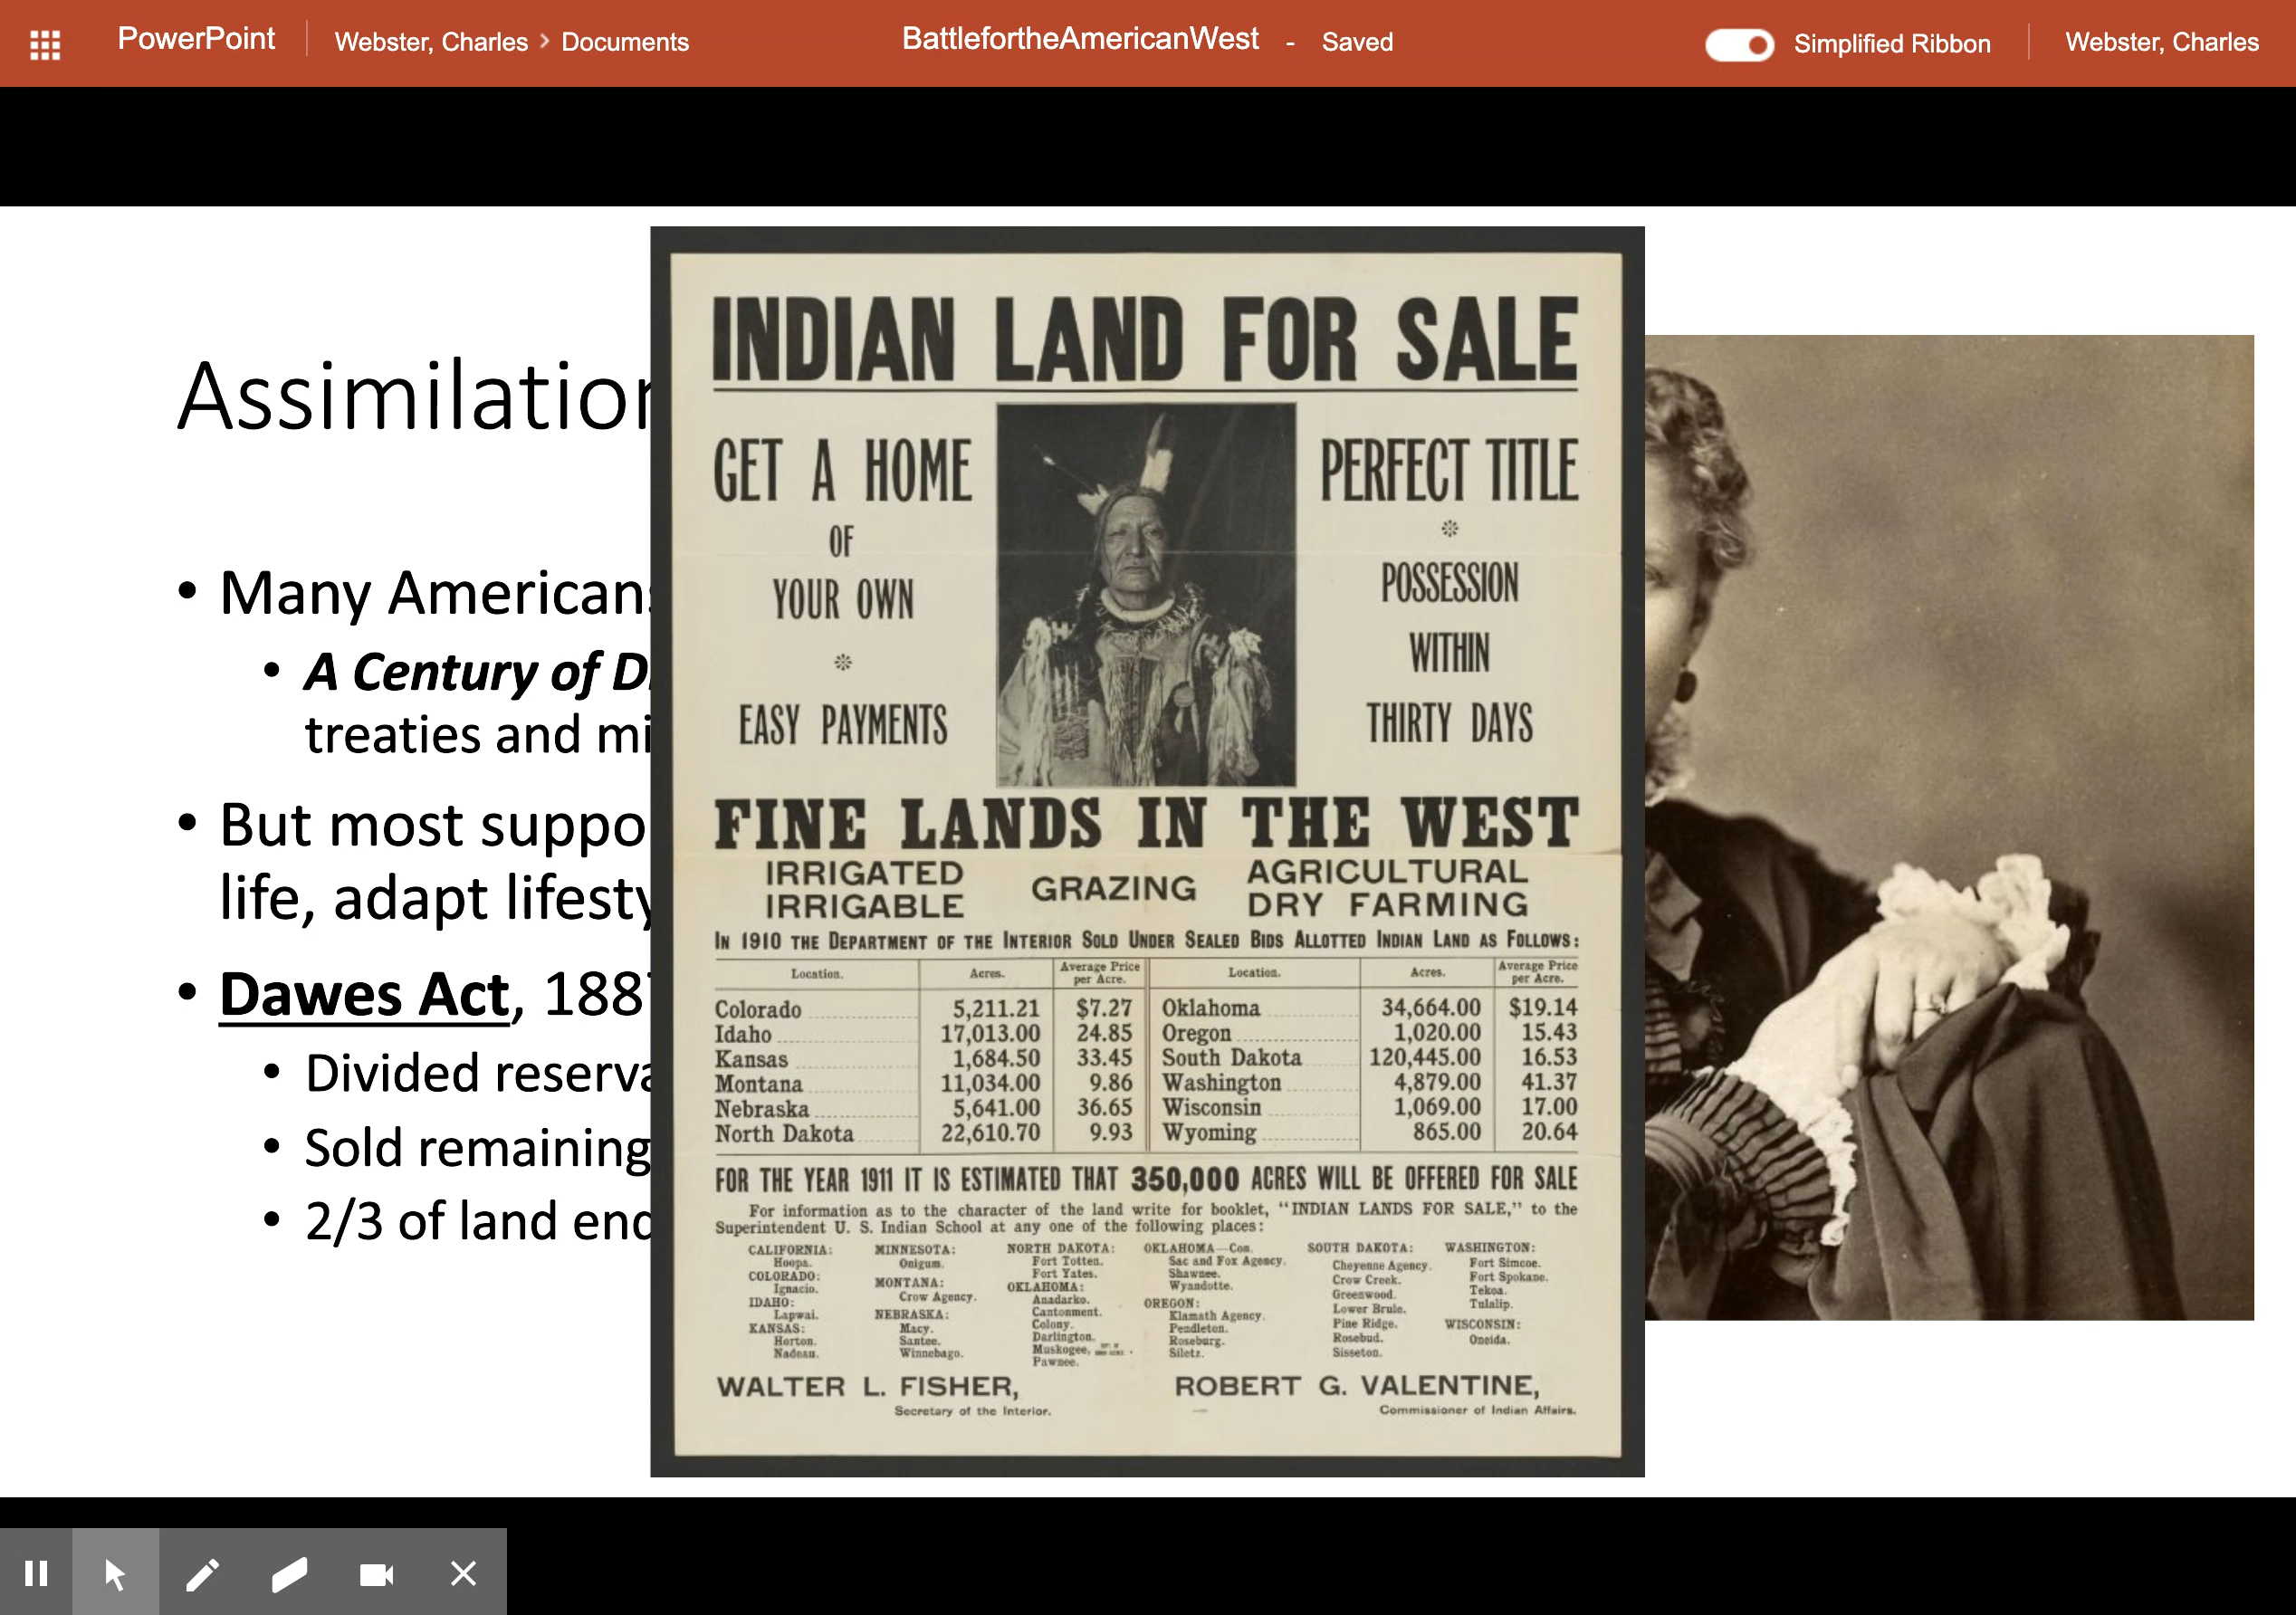 PowerPoint
Webster, Charles > Documents
BattlefortheAmericanWest - Saved
Simplified Ribbon
Webster, Charles
Assimilation
• Many Americans
• A Century of D
treaties and mi
• But most suppo
life, adapt lifesty
• Dawes Act, 1887
• Divided reserva
• Sold remaining
• 2/3 of land end
INDIAN LAND FOR SALE
GET A HOME
OF
YOUR OWN
EASY PAYMENTS
PERFECT TITLE
POSSESSION
WITHIN
THIRTY DAYS
FINE LANDS IN THE WEST
IRRIGATED
IRRIGABLE
GRAZING
AGRICULTURAL
DRY FARMING
IN 1910 THE DEPARTMENT OF THE INTERIOR SOLD UNDER SEALED BIDS ALLOTTED INDIAN LAND AS FOLLOWS:
Location. Acres. Average Price per Acre. Location. Acres. Average Price per Acre.
Colorado 5,211.21 $7.27 Oklahoma 34,664.00 $19.14
Idaho 17,013.00 24.85 Oregon 1,020.00 15.43
Kansas 1,684.50 33.45 South Dakota 120,445.00 16.53
Montana 11,034.00 9.86 Washington 4,879.00 41.37
Nebraska 5,641.00 36.65 Wisconsin 1,069.00 17.00
North Dakota 22,610.70 9.93 Wyoming 865.00 20.64
FOR THE YEAR 1911 IT IS ESTIMATED THAT 350,000 ACRES WILL BE OFFERED FOR SALE
For information as to the character of the land write for booklet, "INDIAN LANDS FOR SALE," to the
Superintendent U. S. Indian School at any one of the following places:
CALIFORNIA:
Hoopa.
COLORADO:
Ignacio.
IDAHO:
Lapwai.
KANSAS:
Horton.
Nadeau.
MINNESOTA:
Onigum.
MONTANA:
Crow Agency.
NEBRASKA:
Macy.
Santee.
Winnebago.
NORTH DAKOTA:
Fort Totten.
Fort Yates.
OKLAHOMA:
Anadarko.
Cantonment.
Colony.
Darlington.
Muskogee,
Pawnee.
OKLAHOMA—Con.
Sac and Fox Agency.
Shawnee.
Wyandotte.
OREGON:
Klamath Agency.
Pendleton.
Roseburg.
Siletz.
SOUTH DAKOTA:
Cheyenne Agency.
Crow Creek.
Greenwood.
Lower Brule.
Pine Ridge.
Rosebud.
Sisseton.
WASHINGTON:
Fort Simcoe.
Fort Spokane.
Tekoa.
Tulalip.
WISCONSIN:
Oneida.
WALTER L. FISHER,
Secretary of the Interior.
ROBERT G. VALENTINE,
Commissioner of Indian Affairs.